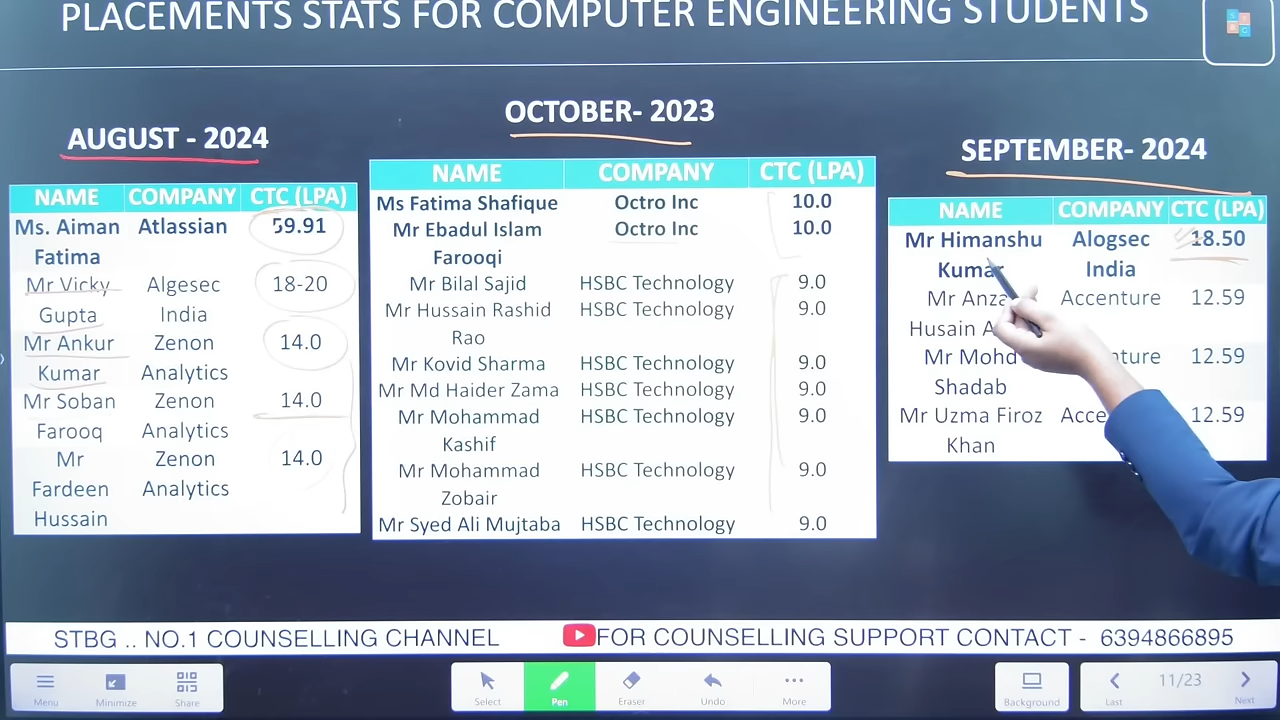 PLACEMENTS STATS FOR COMPUTER ENGINEERING STUDENTS
AUGUST - 2024
NAME COMPANY CTC (LPA)
Ms. Aiman Atlassian 59.91
Fatima
Mr Vicky Algesec 18-20
Gupta India
Mr Ankur Zenon 14.0
Kumar Analytics
Mr Soban Zenon 14.0
Farooq Analytics
Mr Zenon 14.0
Fardeen Analytics
Hussain
OCTOBER- 2023
NAME COMPANY CTC (LPA)
Ms Fatima Shafique Octro Inc 10.0
Mr Ebadul Islam Octro Inc 10.0
Farooqi
Mr Bilal Sajid HSBC Technology 9.0
Mr Hussain Rashid HSBC Technology 9.0
Rao
Mr Kovid Sharma HSBC Technology 9.0
Mr Md Haider Zama HSBC Technology 9.0
Mr Mohammad HSBC Technology 9.0
Kashif
Mr Mohammad HSBC Technology 9.0
Zobair
Mr Syed Ali Mujtaba HSBC Technology 9.0
SEPTEMBER- 2024
NAME COMPANY CTC (LPA)
Mr Himanshu Alogsec 18.50
Kumar India
Mr Accenture 12.59
Husain
Mr Mohd 12.59
Shadab
Mr Uzma Firoz 12.59
Khan
STBG .. NO.1 COUNSELLING CHANNEL FOR COUNSELLING SUPPORT CONTACT - 6394866895
Menu Minimize Share Select Pen Eraser Undo More Background Last 11/23 Next